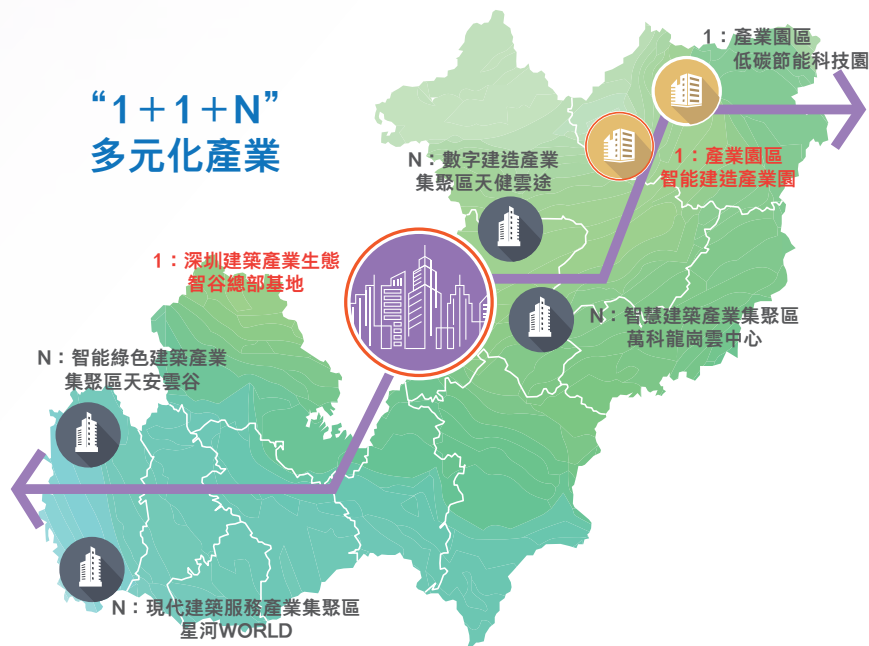 “1＋1＋N”
多元化產業
1：產業園區
低碳節能科技園
N：數字建造產業
集聚區天健雲途
1：產業園區
智能建造產業園
1：深圳建築產業生態
智谷總部基地
N：智慧建築產業集聚區
萬科龍崗雲中心
N：智能綠色建築產業
集聚區天安雲谷
N：現代建築服務產業集聚區
星河WORLD